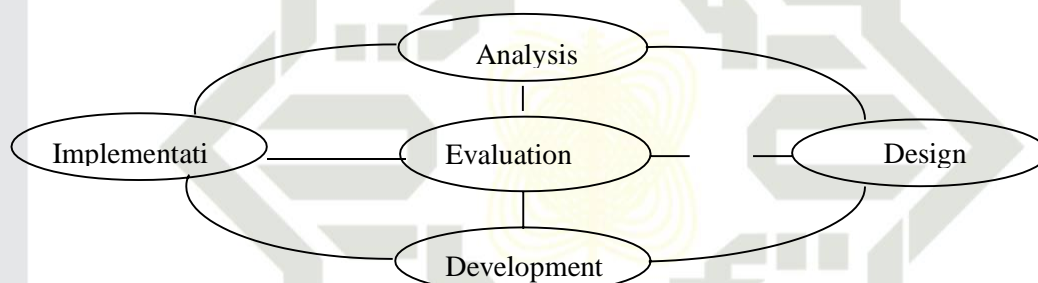 Analysis
Implementati
Evaluation
Design
Development